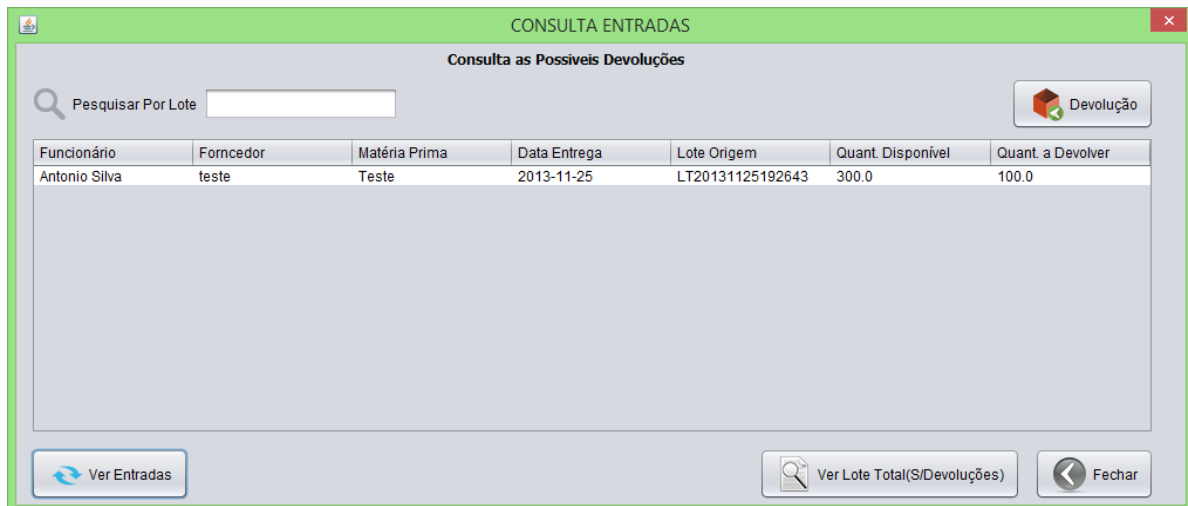 CONSULTA ENTRADAS
Consulta as Possiveis Devoluções
Pesquisar Por Lote
Devolução
Funcionário Forncedor Matéria Prima Data Entrega Lote Origem Quant. Disponível Quant. a Devolver
Antonio Silva teste Teste 2013-11-25 LT20131125192643 300.0 100.0
Ver Entradas Ver Lote Total(S/Devoluções) Fechar